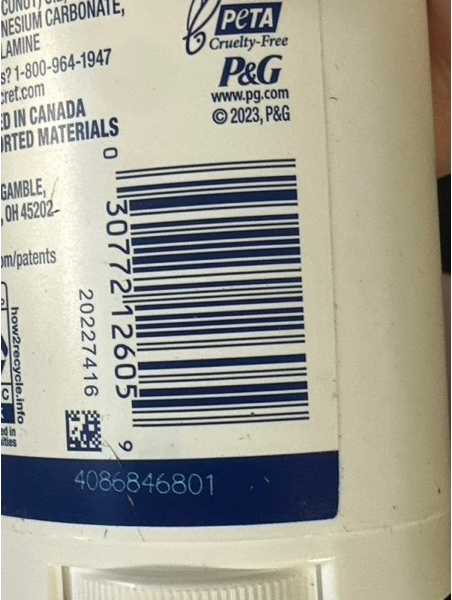 NESIUM CARBONATE,
LAMINE
s? 1-800-964-1947
cret.com
ED IN CANADA
RTED MATERIALS
GAMBLE,
, OH 45202
om/patents
how2recycle.info
PETA
Cruelty-Free
P&G
www.pg.com
© 2023, P&G
0 30772 12605 9
20227416
4086846801